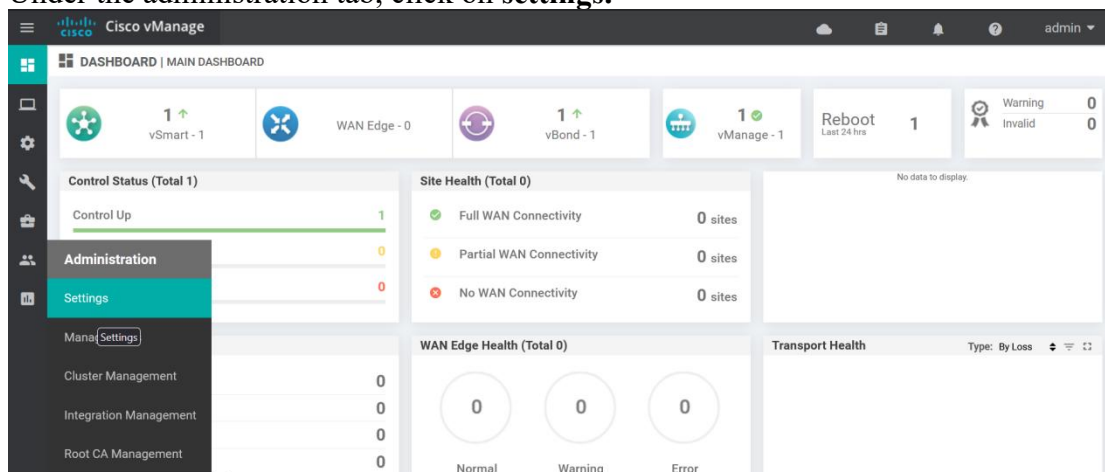 Under the administration tab, click on settings.
cisco Cisco vManage admin
DASHBOARD | MAIN DASHBOARD
1
vSmart - 1
WAN Edge - 0
1
vBond - 1
1
vManage - 1
Reboot
Last 24 hrs
1
Warning 0
Invalid 0
Control Status (Total 1)
Control Up 1
0
0
Site Health (Total 0)
Full WAN Connectivity 0 sites
Partial WAN Connectivity 0 sites
No WAN Connectivity 0 sites
No data to display.
Administration
Settings
Mana Settings
Cluster Management
Integration Management
Root CA Management
0
0
0
0
WAN Edge Health (Total 0)
0 0 0
Normal Warning Error
Transport Health Type: By Loss